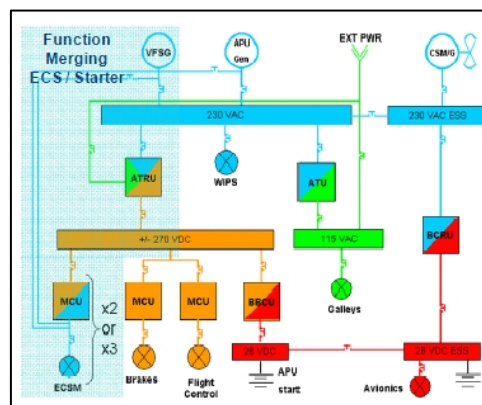 Function
Merging
ECS / Starter
VFSG
APU
Gen
EXT PWR
CSM/G
230 VAC
230 VAC ESS
ATRU
WIPS
ATU
BCRU
+/- 270 VDC
115 VAC
MCU
x2
or
x3
MCU
MCU
BBCU
Galleys
28 VDC
28 VDC ESS
ECSM
Brakes
Flight
Control
APU
start
Avionics